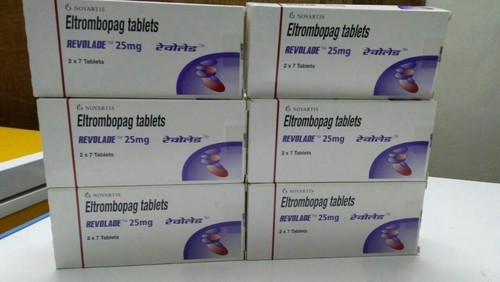 NOVARTIS
Eltrombopag tablets
REVOLADE™ 25mg रेवोलेड™
2 x 7 Tablets
NOVARTIS
Eltrombopag tablets
REVOLADE™ 25mg रेवोलेड™
2 x 7 Tablets
NOVARTIS
Eltrombopag tablets
REVOLADE™ 25mg रेवोलेड™
2 x 7 Tablets
NOVARTIS
Eltrombopag tablets
REVOLADE™ 25mg रेवोलेड™
2 x 7 Tablets
NOVARTIS
Eltrombopag tablets
REVOLADE™ 25mg रेवोलेड™
2 x 7 Tablets
NOVARTIS
Eltrombopag tablets
REVOLADE™ 25mg रेवोलेड™
2 x 7 Tablets